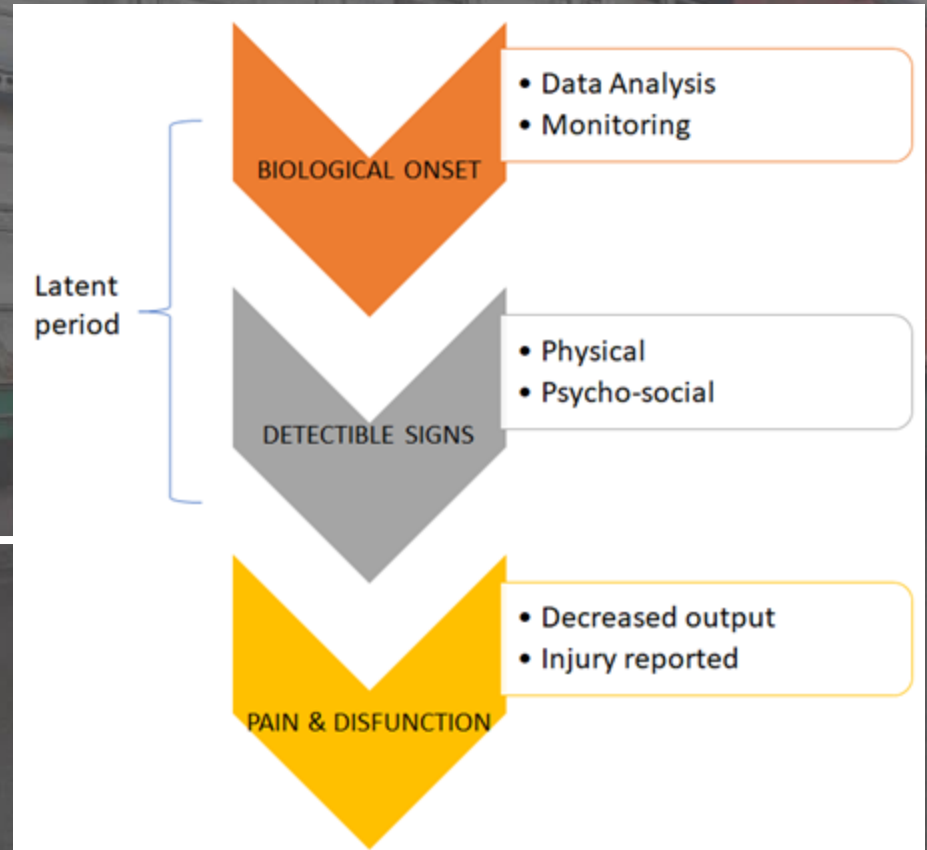 • Data Analysis
• Monitoring
BIOLOGICAL ONSET
Latent
period
• Physical
• Psycho-social
DETECTIBLE SIGNS
• Decreased output
• Injury reported
PAIN & DISFUNCTION